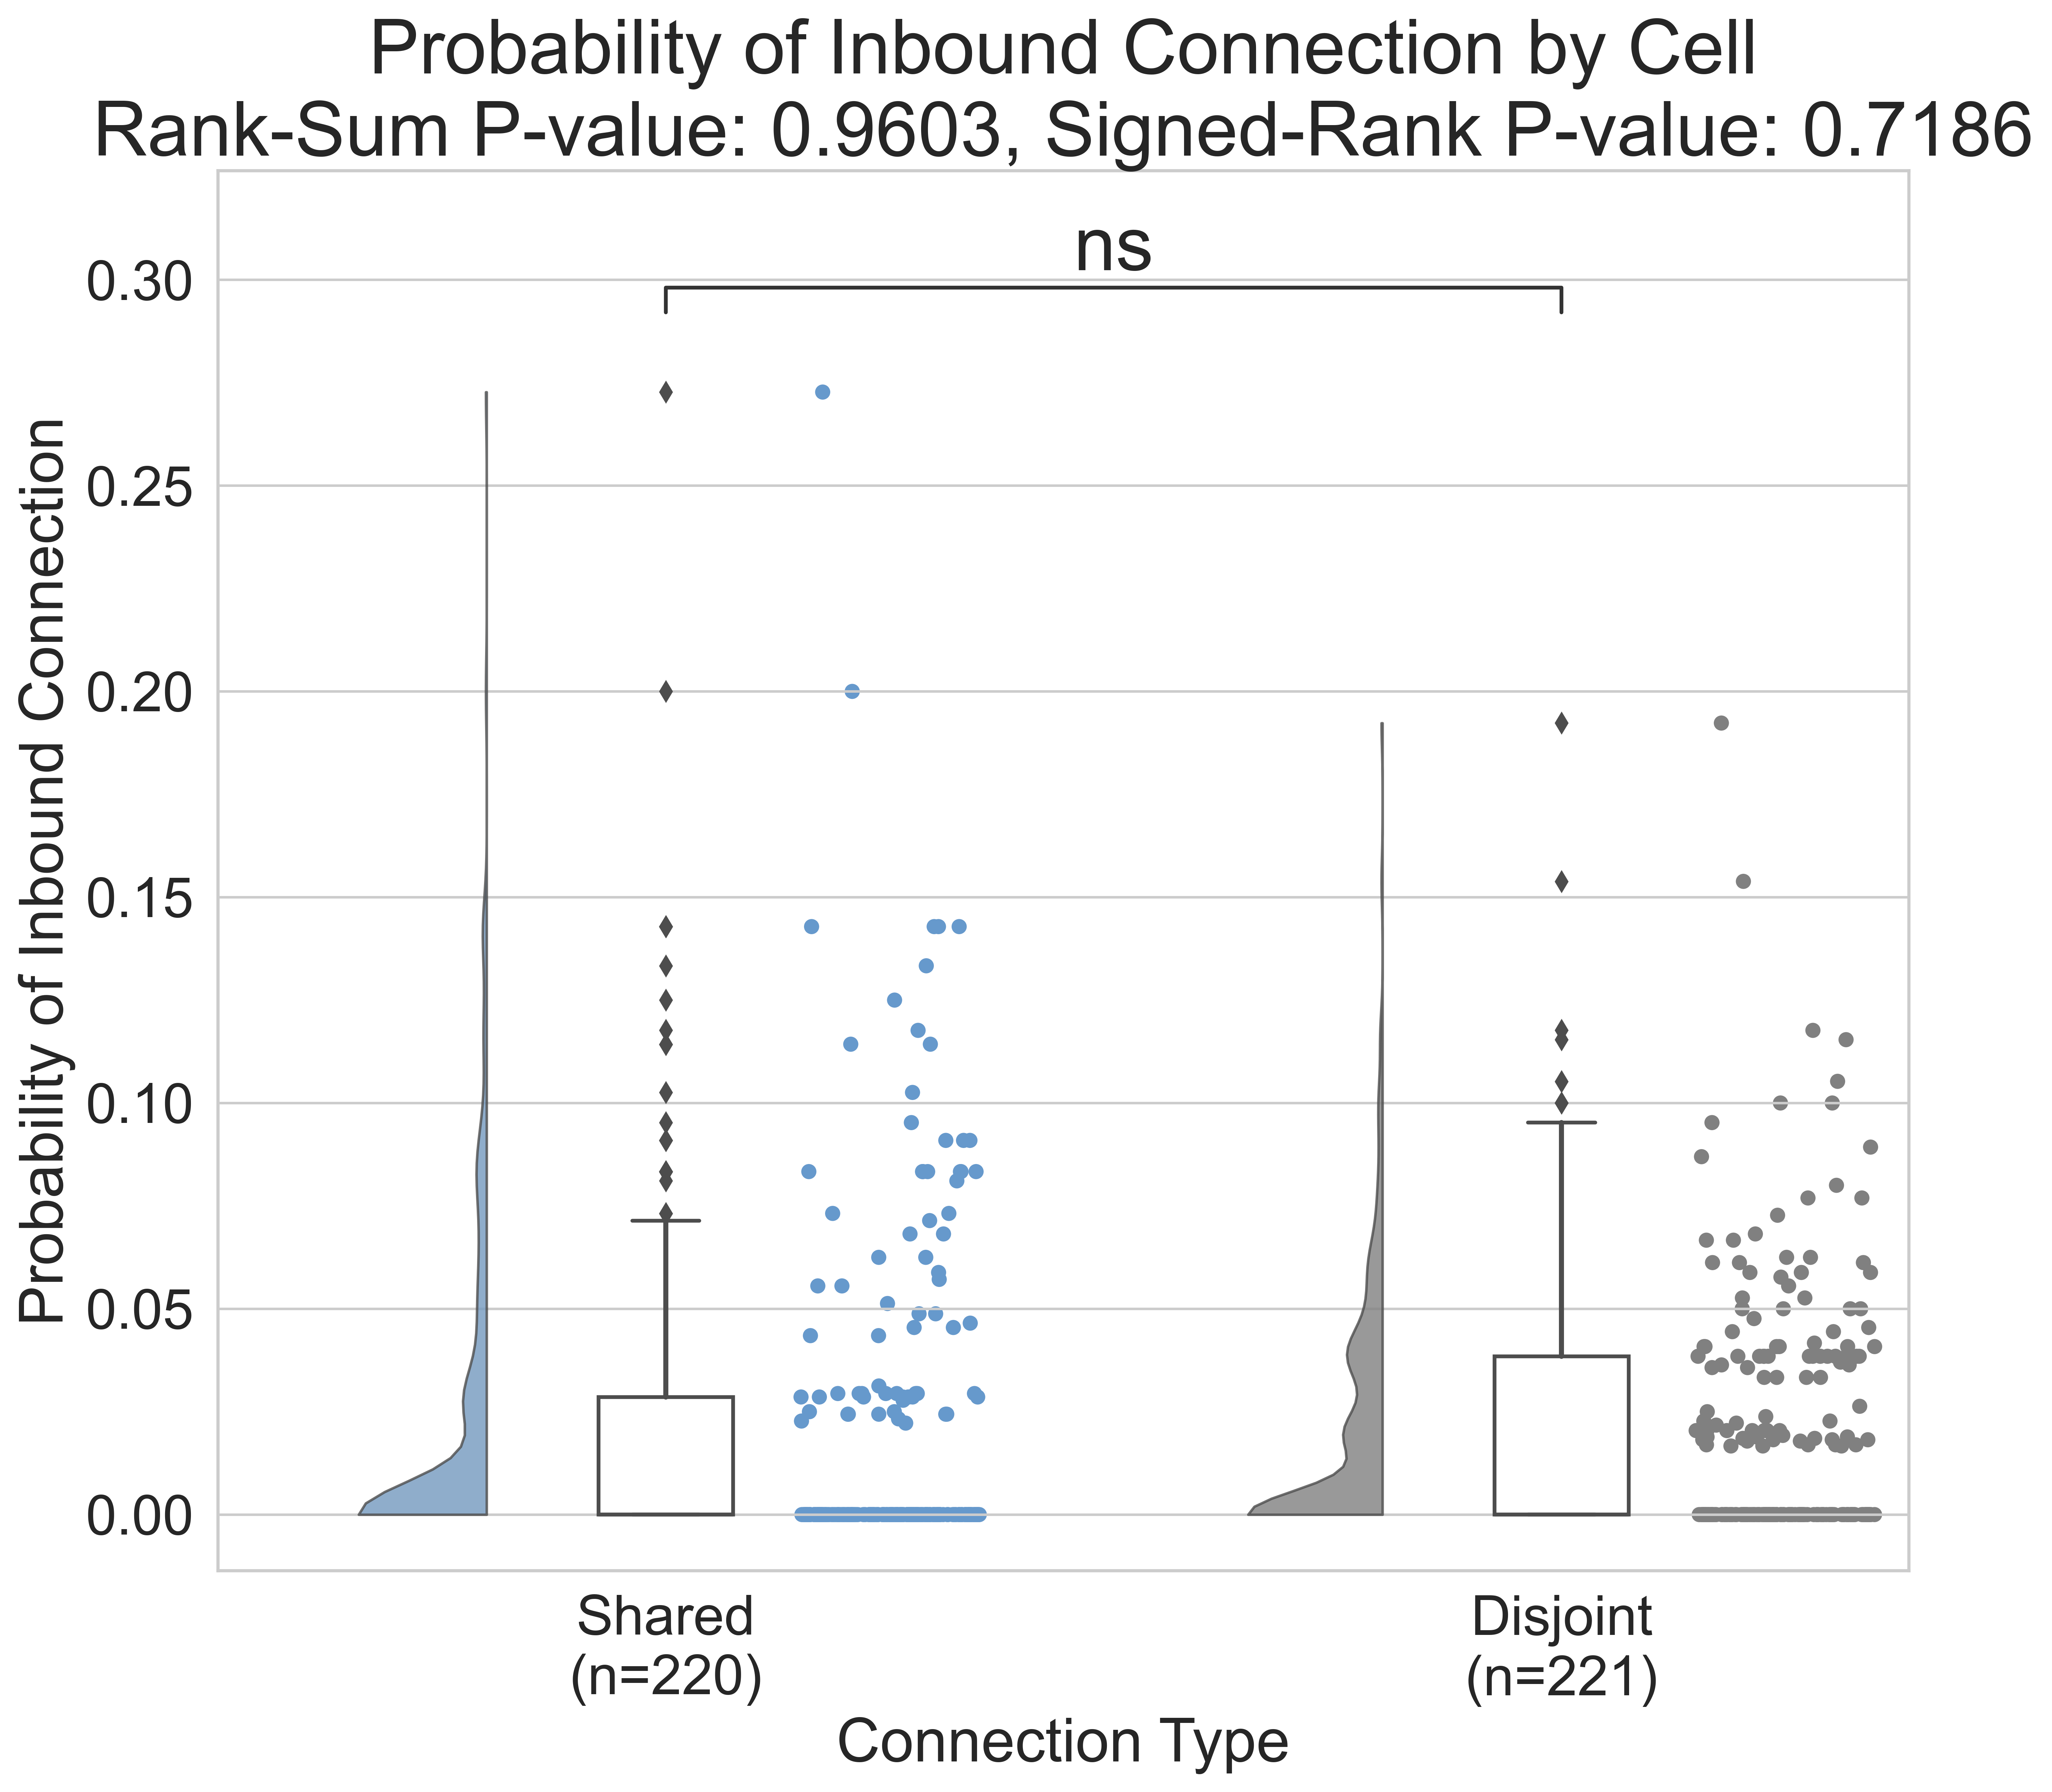 Probability of Inbound Connection by Cell
Rank-Sum P-value: 0.9603, Signed-Rank P-value: 0.7186
ns
0.30
0.25
0.20
0.15
0.10
0.05
0.00
Probability of Inbound Connection
Shared
(n=220)
Disjoint
(n=221)
Connection Type